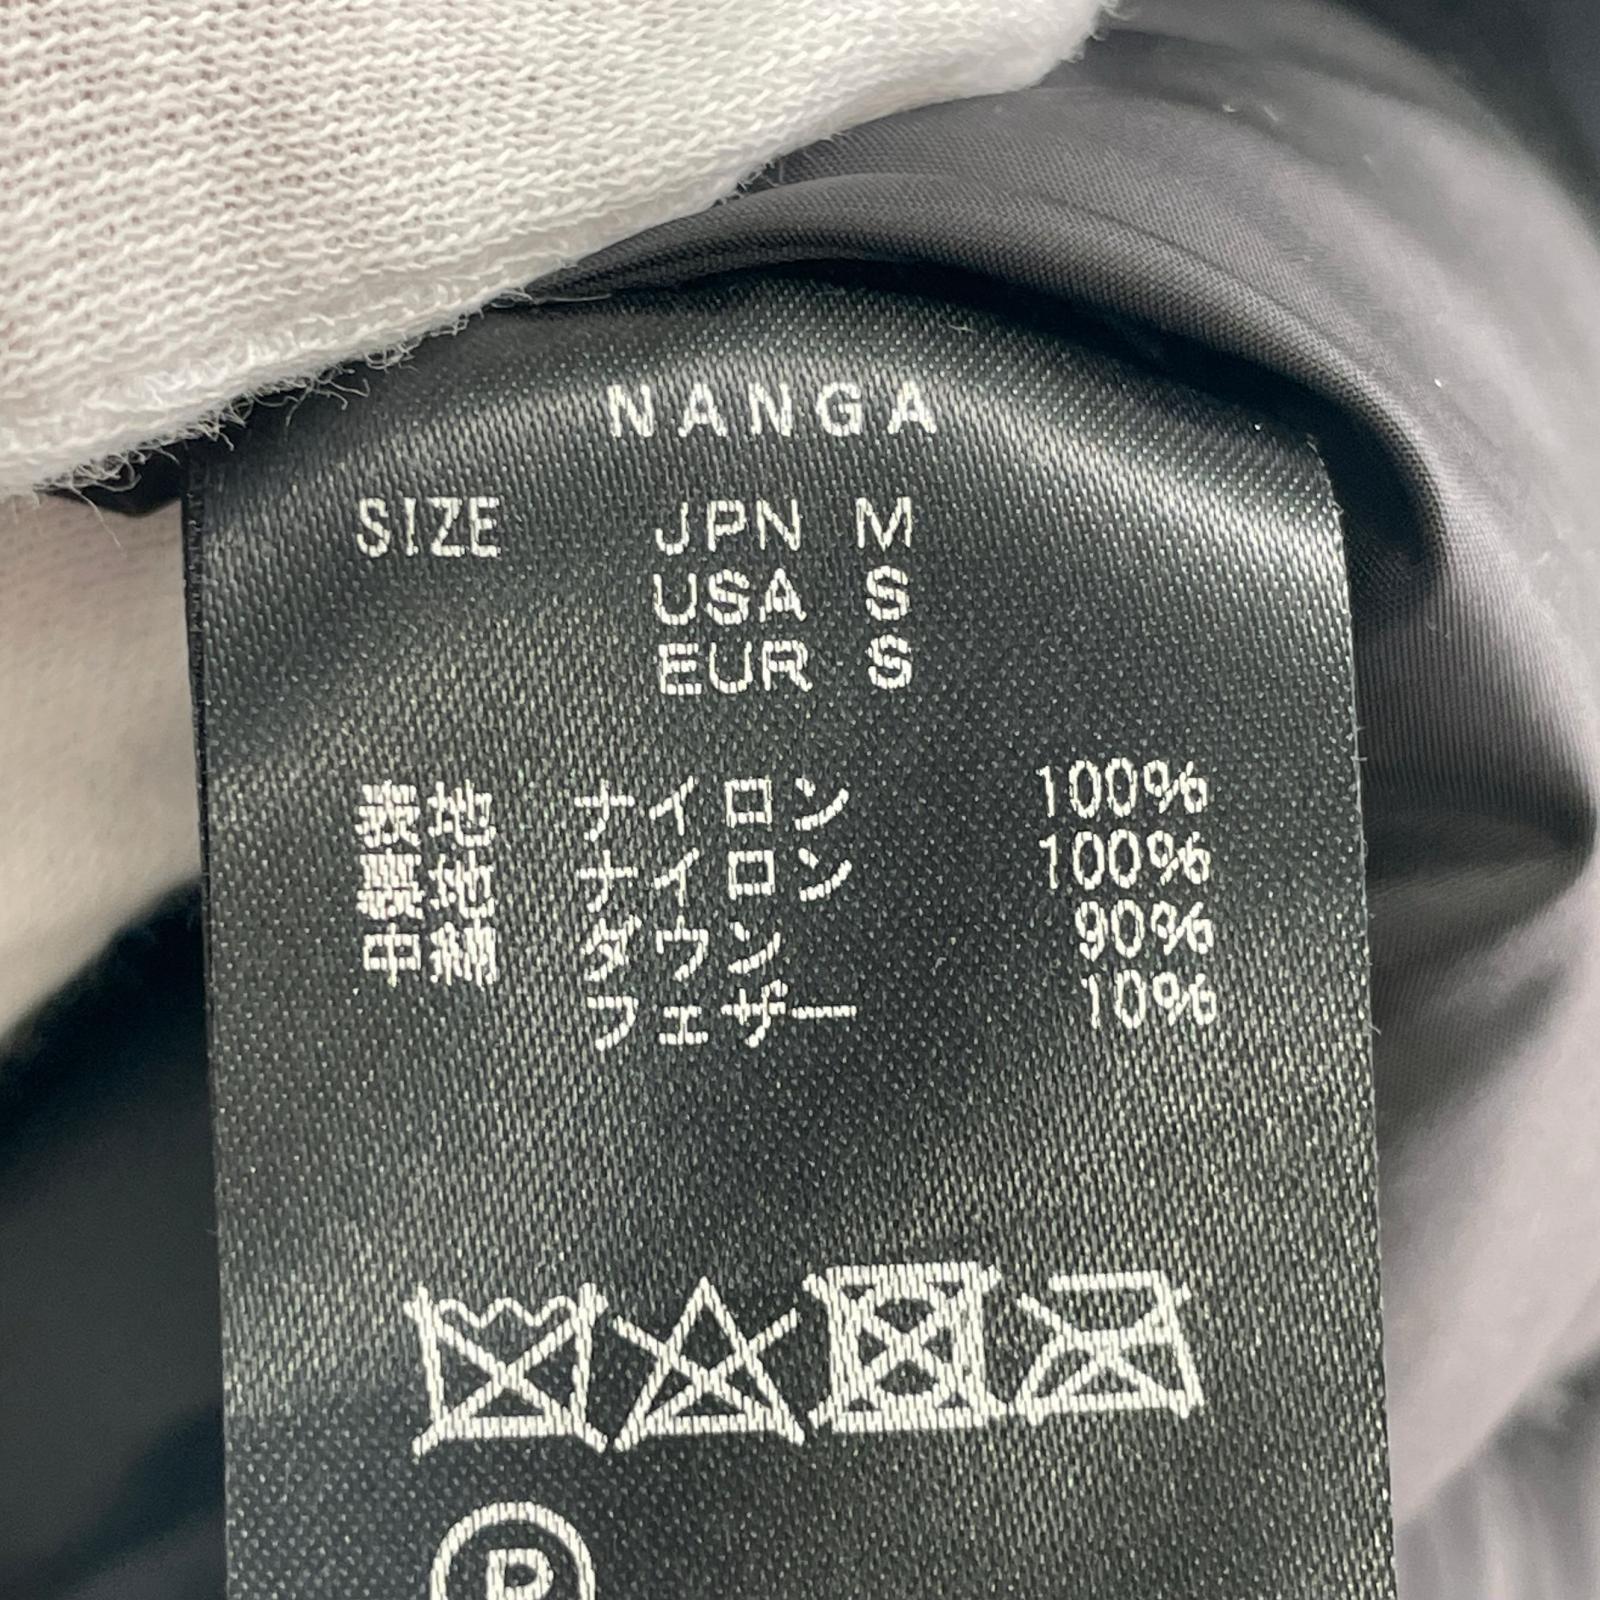 NANGA
SIZE JPN M
USA S
EUR S
表地 ナイロン 100%
裏地 ナイロン 100%
中綿 ダウン 90%
フェザー 10%
P